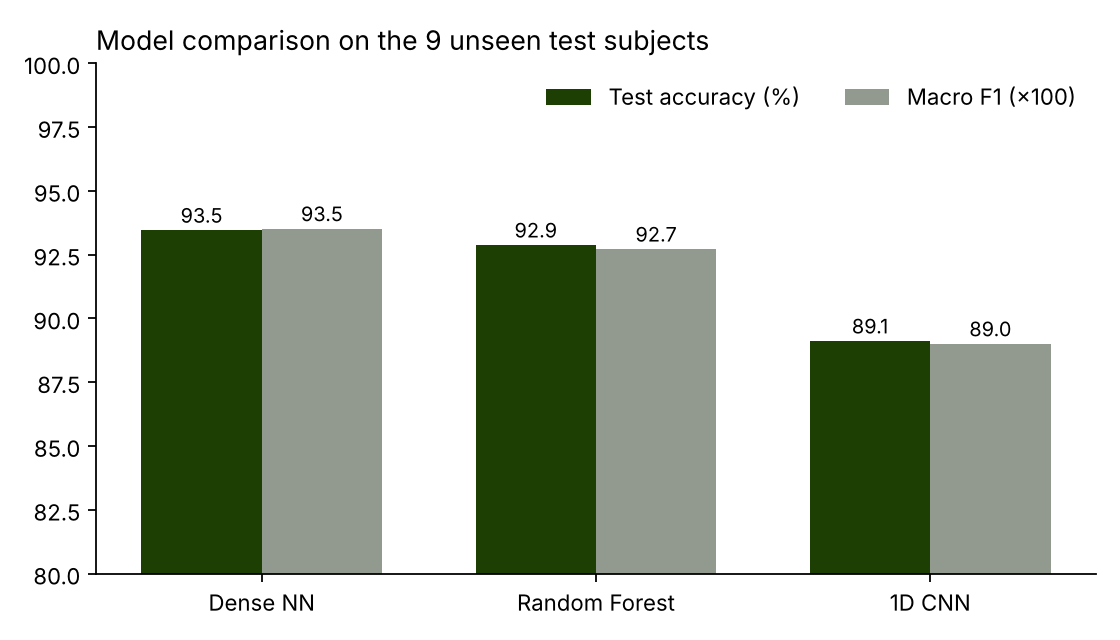 Model comparison on the 9 unseen test subjects
Test accuracy (%) Macro F1 (×100)
100.0
97.5
95.0
92.5
90.0
87.5
85.0
82.5
80.0
93.5 93.5 92.9 92.7 89.1 89.0
Dense NN Random Forest 1D CNN